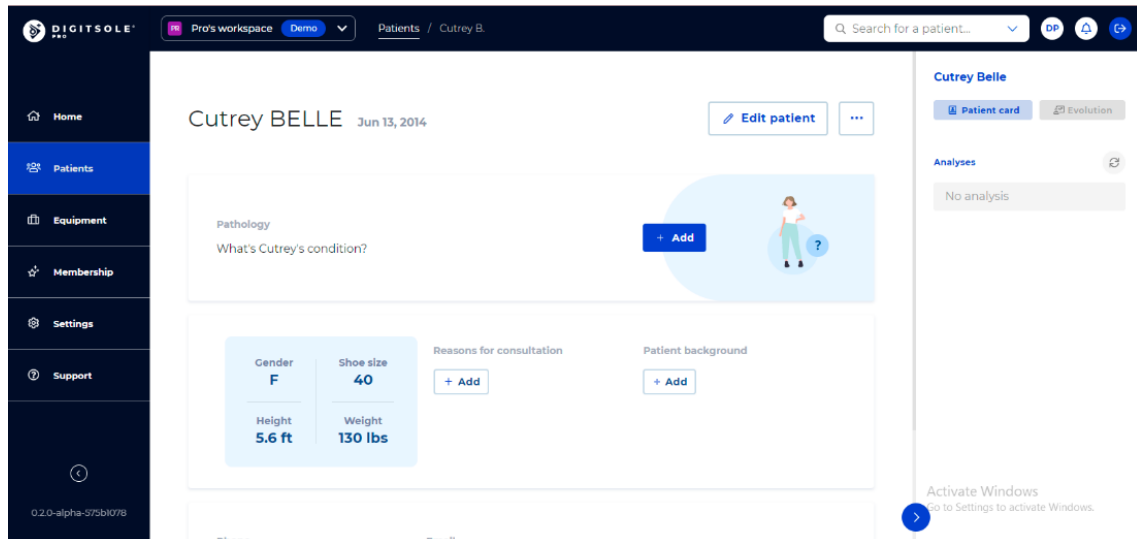 DIGITSOLE
PRO
PR Pro's workspace Demo
Patients / Cutrey B.
Search for a patient...
DP
Home
Patients
Equipment
Membership
Settings
Support
0.2.0-alpha-575b1078
Cutrey BELLE Jun 13, 2014
Edit patient
...
Pathology
What's Cutrey's condition?
+ Add
?
Gender
F
Shoe size
40
Height
5.6 ft
Weight
130 lbs
Reasons for consultation
+ Add
Patient background
+ Add
Cutrey Belle
Patient card
Evolution
Analyses
No analysis
Activate Windows
Go to Settings to activate Windows.